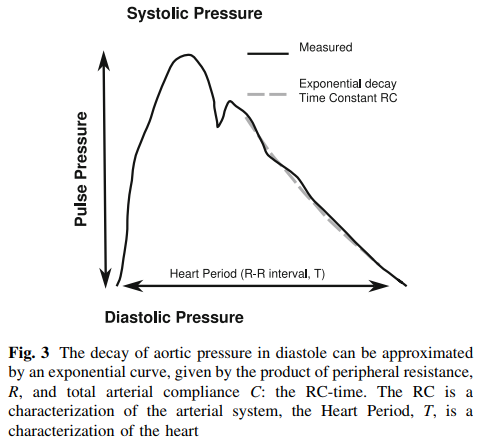 Systolic Pressure
Measured
Exponential decay
Time Constant RC
Pulse Pressure
Heart Period (R-R interval, T)
Diastolic Pressure
Fig. 3 The decay of aortic pressure in diastole can be approximated
by an exponential curve, given by the product of peripheral resistance,
R, and total arterial compliance C: the RC-time. The RC is a
characterization of the arterial system, the Heart Period, T, is a
characterization of the heart